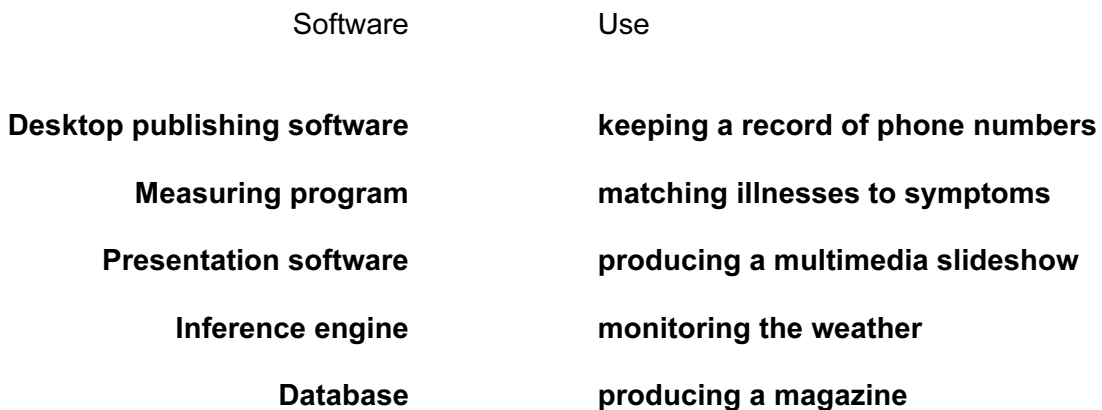 Software Use
Desktop publishing software keeping a record of phone numbers
Measuring program matching illnesses to symptoms
Presentation software producing a multimedia slideshow
Inference engine monitoring the weather
Database producing a magazine